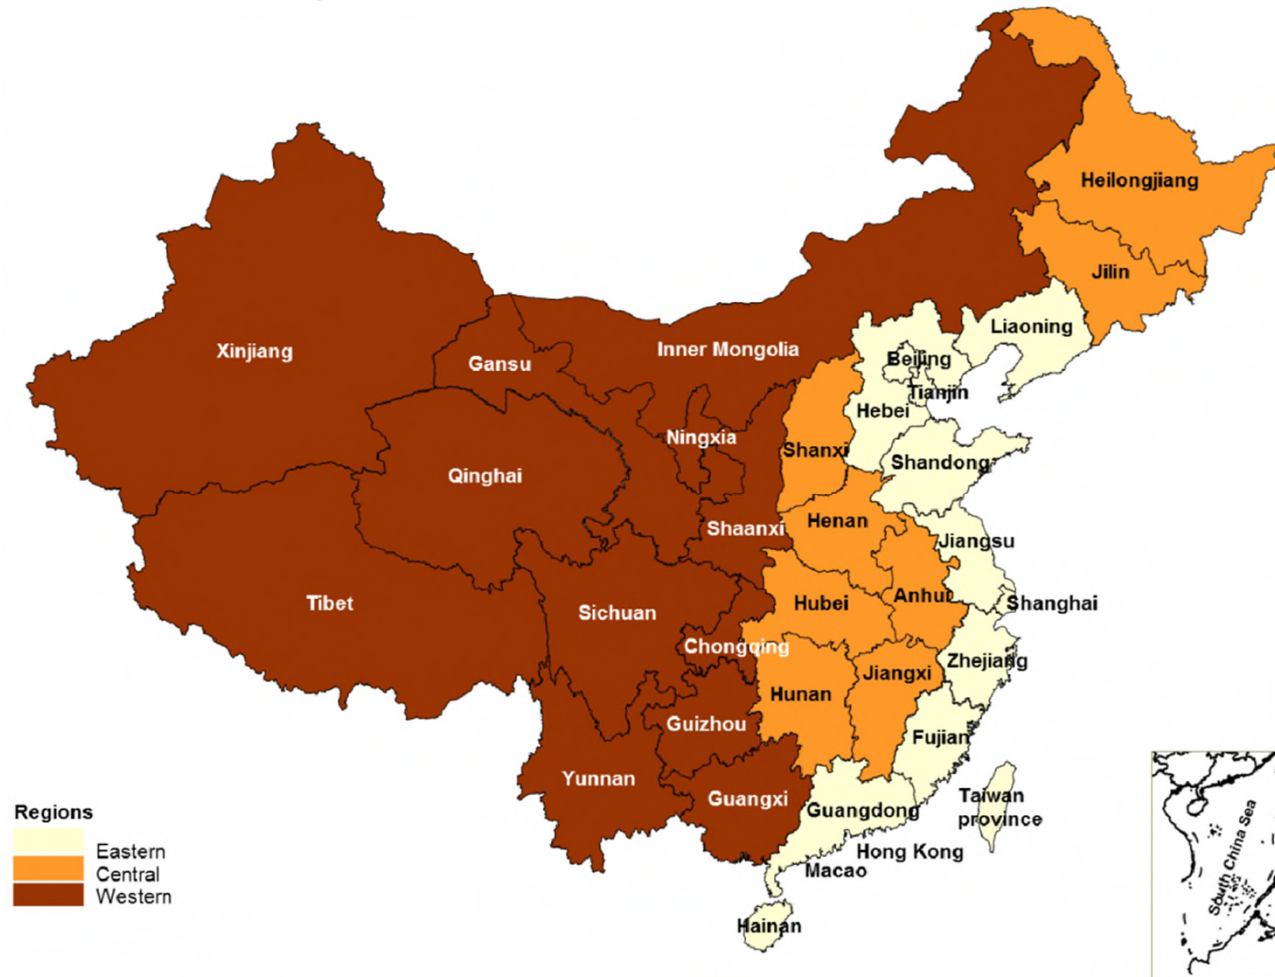 Heilongjiang
Jilin
Liaoning
Xinjiang
Inner Mongolia
Gansu
Beijing
Tianjin
Hebei
Ningxia
Shanxi
Shandong
Qinghai
Henan
Shaanxi
Jiangsu
Tibet
Sichuan
Hubei
Anhui
Shanghai
Chongqing
Zhejiang
Jiangxi
Hunan
Guizhou
Fujian
Yunnan
Guangxi
Guangdong
Taiwan
province
Hong Kong
Macao
Hainan
Regions
Eastern
Central
Western
South China Sea